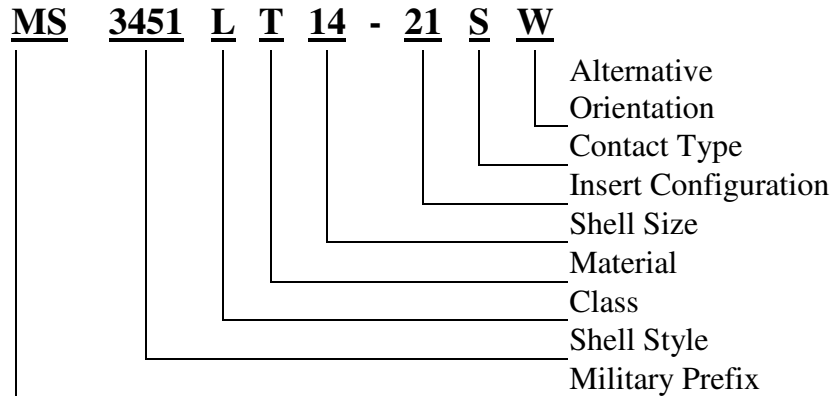 MS 3451 L T 14 - 21 S W
Alternative
Orientation
Contact Type
Insert Configuration
Shell Size
Material
Class
Shell Style
Military Prefix